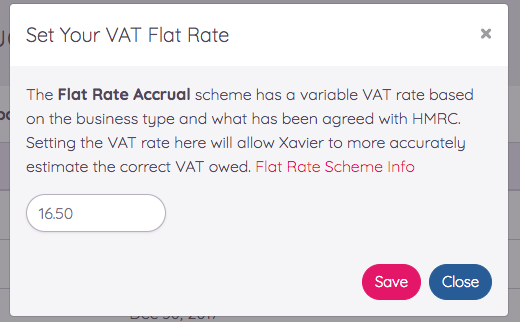 Set Your VAT Flat Rate
×
The Flat Rate Accrual scheme has a variable VAT rate based
on the business type and what has been agreed with HMRC.
Setting the VAT rate here will allow Xavier to more accurately
estimate the correct VAT owed. Flat Rate Scheme Info
16.50
Save Close